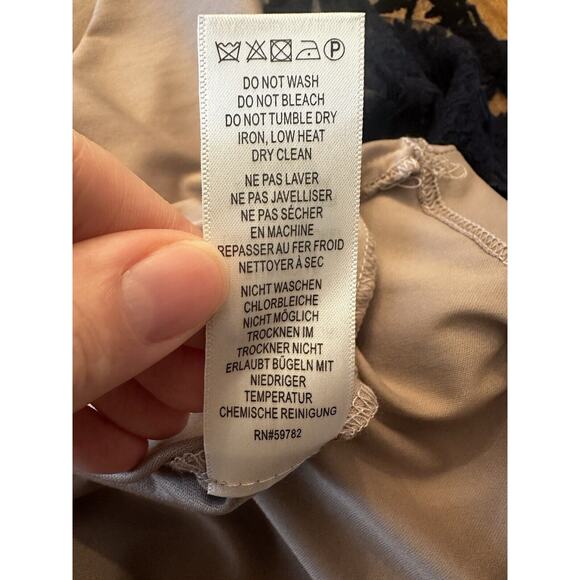 DO NOT WASH
DO NOT BLEACH
DO NOT TUMBLE DRY
IRON, LOW HEAT
DRY CLEAN
NE PAS LAVER
NE PAS JAVELLISER
NE PAS SÉCHER
EN MACHINE
REPASSER AU FER FROID
NETTOYER À SEC
NICHT WASCHEN
CHLORBLEICHE
NICHT MÖGLICH
TROCKNEN IM
TROCKNER NICHT
ERLAUBT BÜGELN MIT
NIEDRIGER
TEMPERATUR
CHEMISCHE REINIGUNG
RN#59782